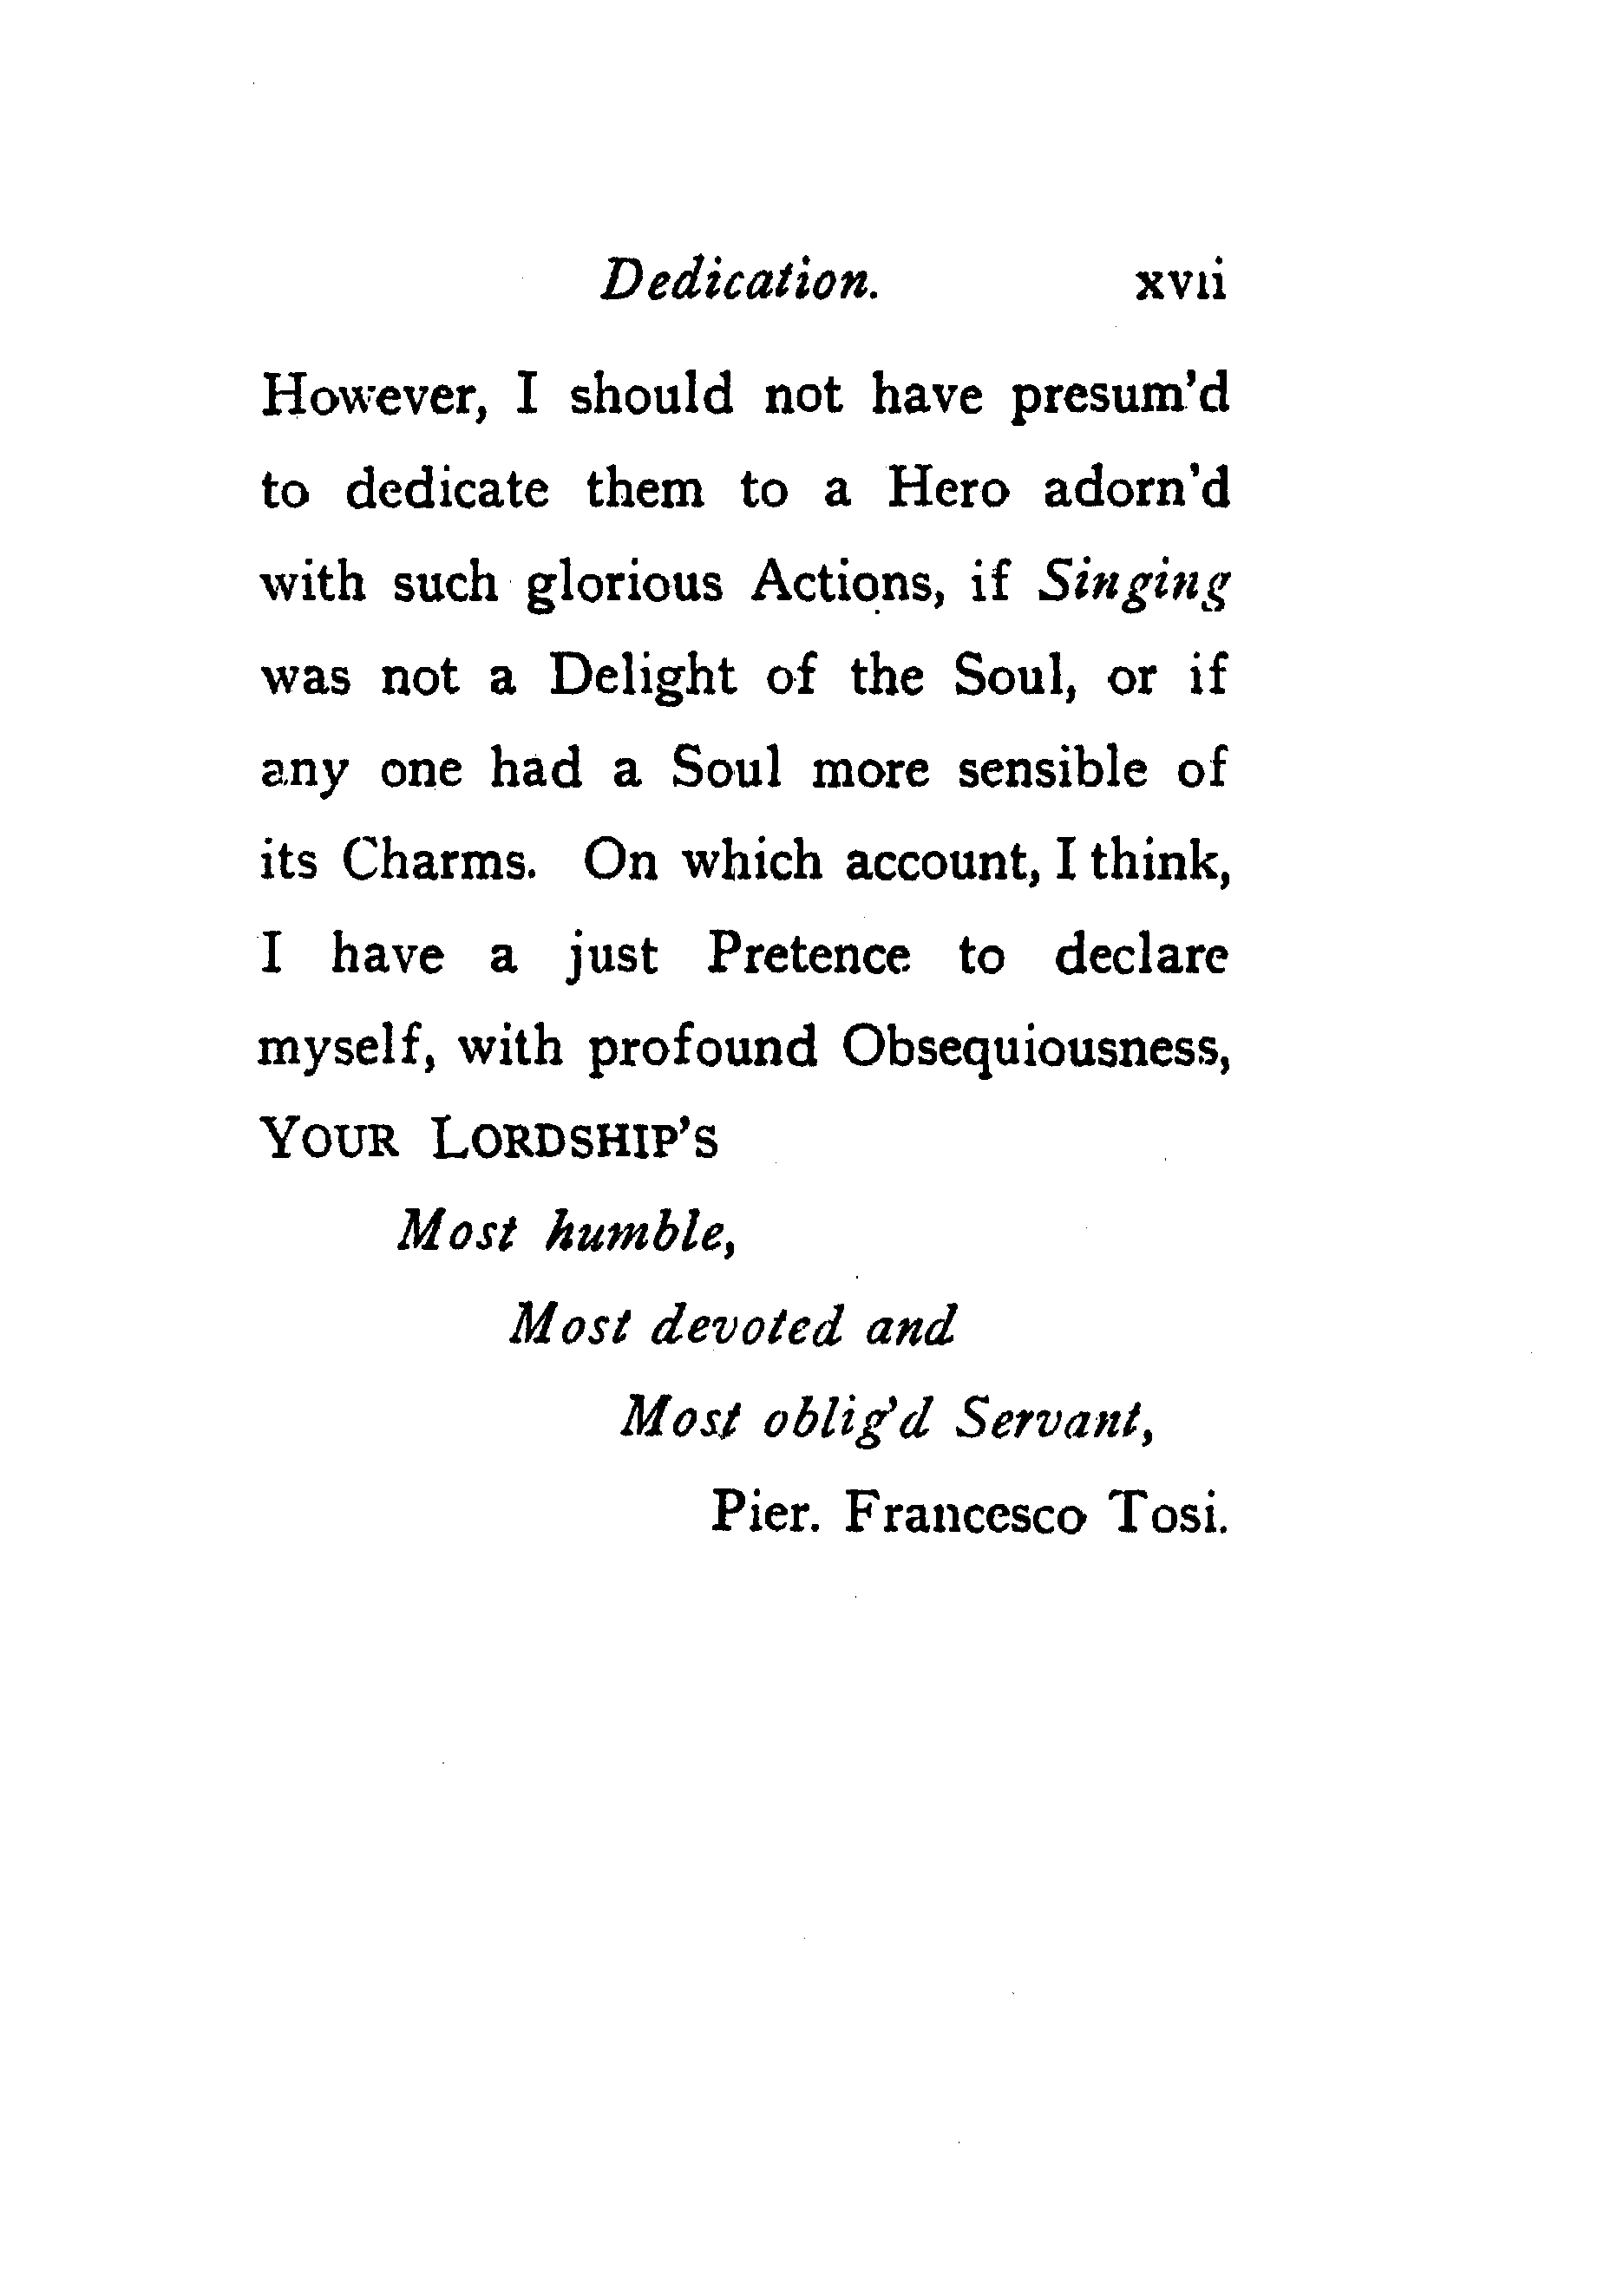 Dedication. xvii
However, I should not have presum'd
to dedicate them to a Hero adorn'd
with such glorious Actions, if Singing
was not a Delight of the Soul, or if
any one had a Soul more sensible of
its Charms. On which account, I think,
I have a just Pretence to declare
myself, with profound Obsequiousness,
YOUR LORDSHIP'S
Most humble,
Most devoted and
Most oblig'd Servant,
Pier. Francesco Tosi.